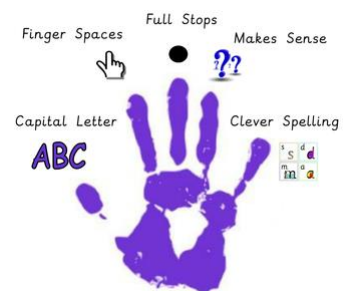 Full Stops
Finger Spaces
Makes Sense
???
Capital Letter
Clever Spelling
ABC
s s d d
m m a a